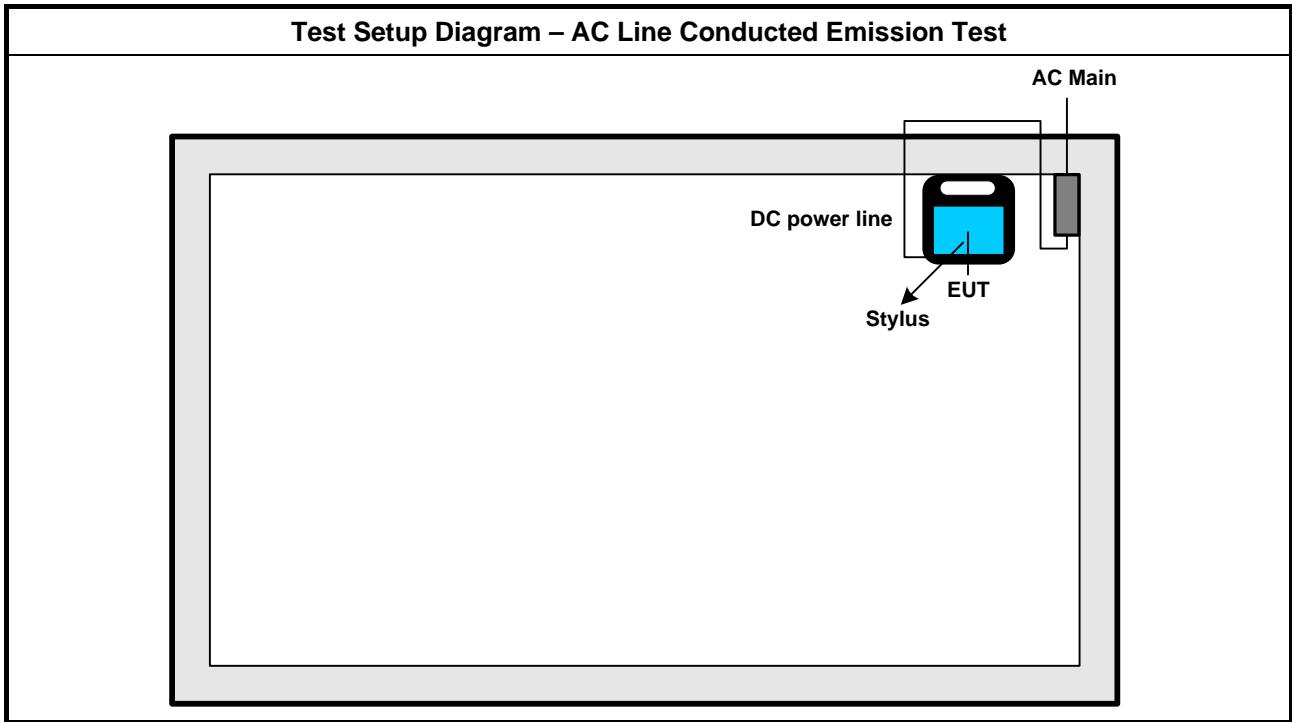 Test Setup Diagram – AC Line Conducted Emission Test
AC Main
DC power line
EUT
Stylus